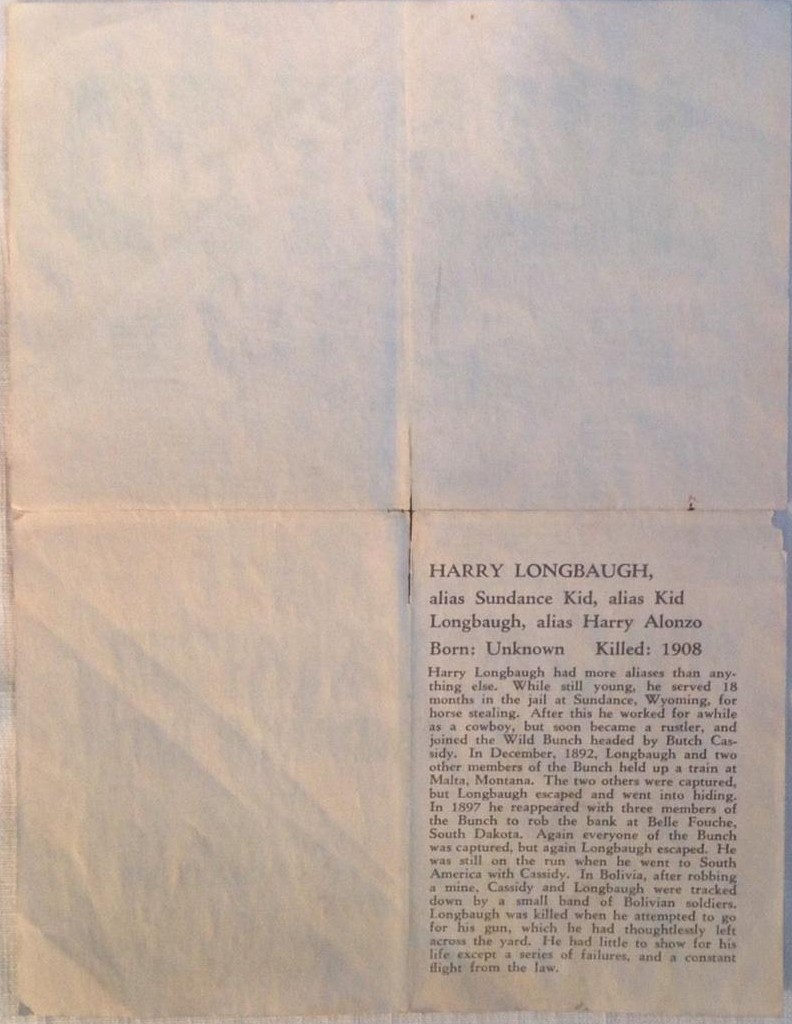 HARRY LONGBAUGH,
alias Sundance Kid, alias Kid
Longbaugh, alias Harry Alonzo
Born: Unknown Killed: 1908
Harry Longbaugh had more aliases than any-
thing else. While still young, he served 18
months in the jail at Sundance, Wyoming, for
horse stealing. After this he worked for awhile
as a cowboy, but soon became a rustler, and
joined the Wild Bunch headed by Butch Cas-
sidy. In December, 1892, Longbaugh and two
other members of the Bunch held up a train at
Malta, Montana. The two others were captured,
but Longbaugh escaped and went into hiding.
In 1897 he reappeared with three members of
the Bunch to rob the bank at Belle Fouche,
South Dakota. Again everyone of the Bunch
was captured, but again Longbaugh escaped. He
was still on the run when he went to South
America with Cassidy. In Bolivia, after robbing
a mine, Cassidy and Longbaugh were tracked
down by a small band of Bolivian soldiers.
Longbaugh was killed when he attempted to go
for his gun, which he had thoughtlessly left
across the yard. He had little to show for his
life except a series of failures, and a constant
flight from the law.